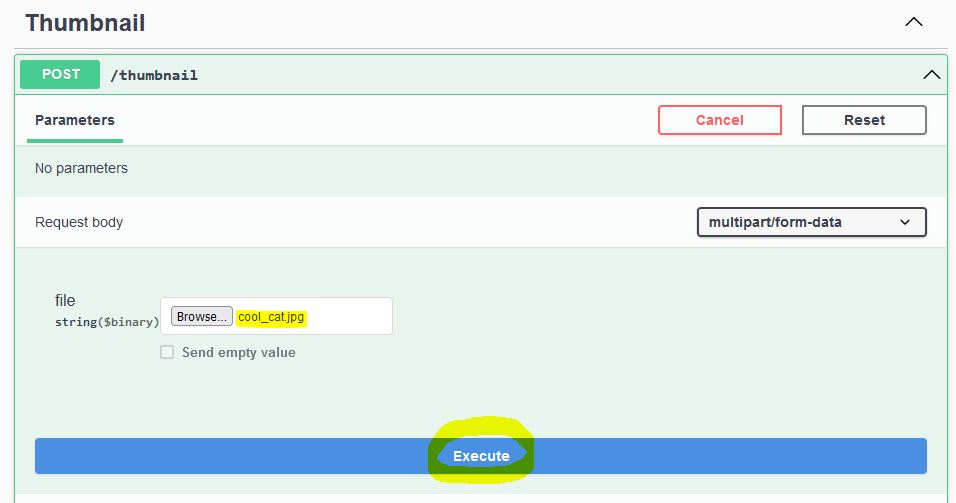 Thumbnail
POST /thumbnail
Parameters Cancel Reset
No parameters
Request body multipart/form-data
file
string($binary) Browse... cool_cat.jpg
Send empty value
Execute